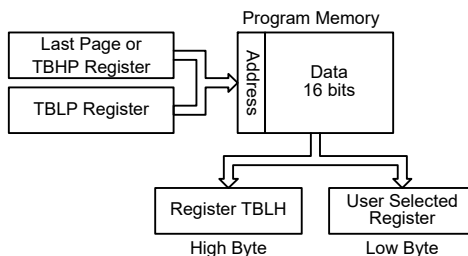 Program Memory
Last Page or
TBHP Register
TBLP Register
Address
Data
16 bits
Register TBLH
User Selected
Register
High Byte
Low Byte